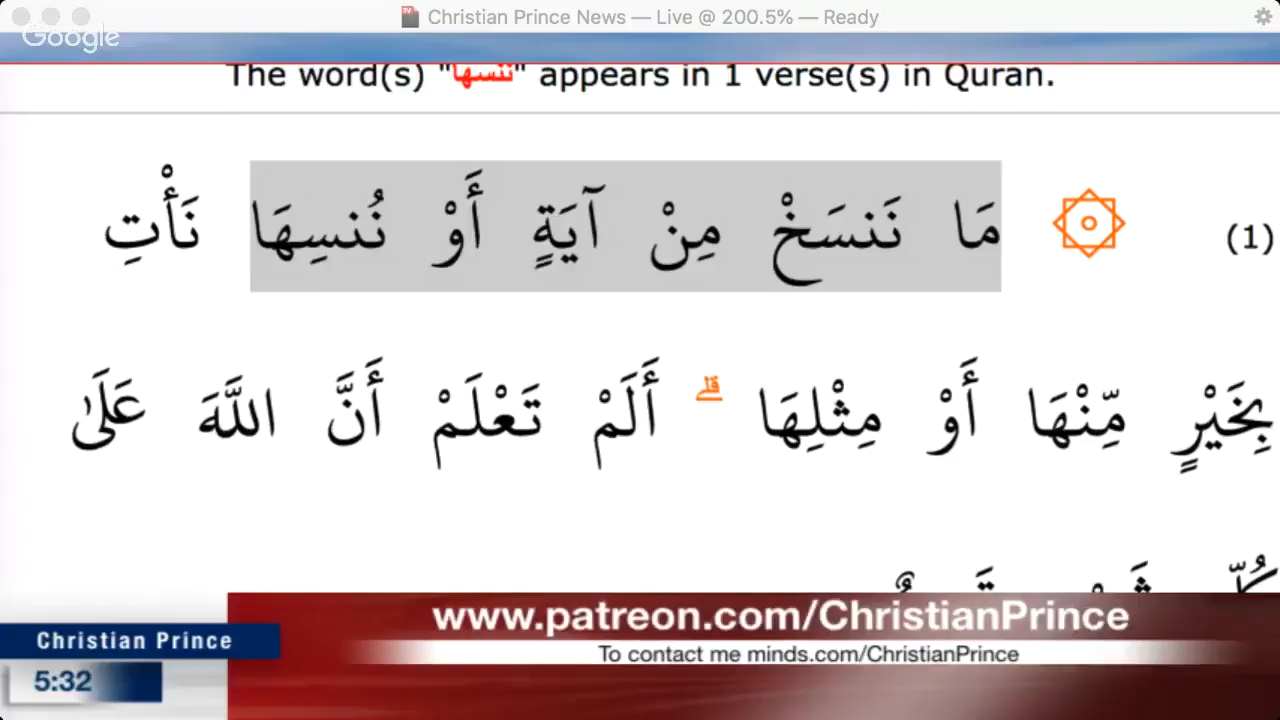 Christian Prince News — Live @ 200.5% — Ready
Google
The word(s) "ننسها" appears in 1 verse(s) in Quran.
(1) ۞ مَا نَنسَخْ مِنْ آيَةٍ أَوْ نُنسِهَا نَأْتِ
بِخَيْرٍ مِّنْهَا أَوْ مِثْلِهَا ۗ أَلَمْ تَعْلَمْ أَنَّ اللَّهَ عَلَىٰ
www.patreon.com/ChristianPrince
Christian Prince
To contact me minds.com/ChristianPrince
5:32